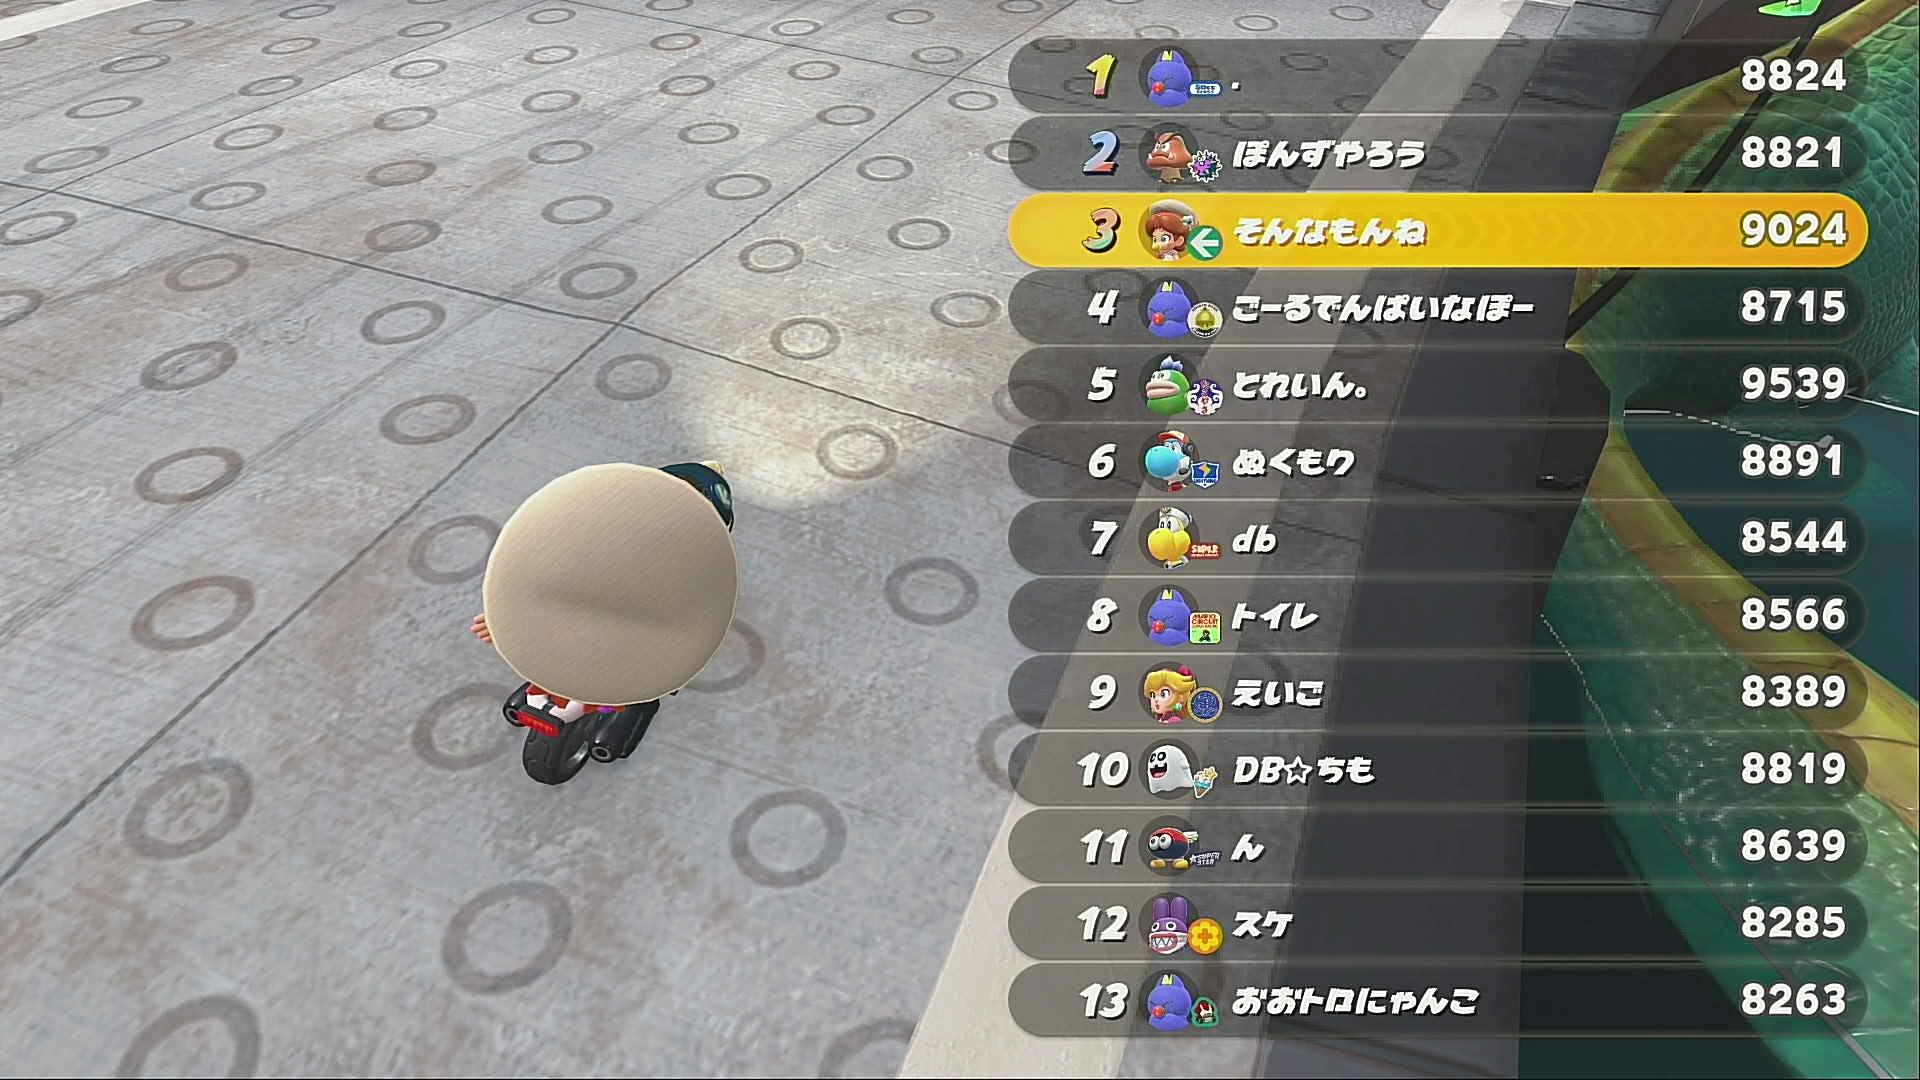 1 . 8824
2 ぽんずやろう 8821
3 そんなもんね 9024
4 ごーるでんぱいなぽー 8715
5 とれいん。 9539
6 ぬくもり 8891
7 db 8544
8 トイレ 8566
9 えいご 8389
10 DB☆ちも 8819
11 ん 8639
12 スケ 8285
13 おおトロにゃんこ 8263